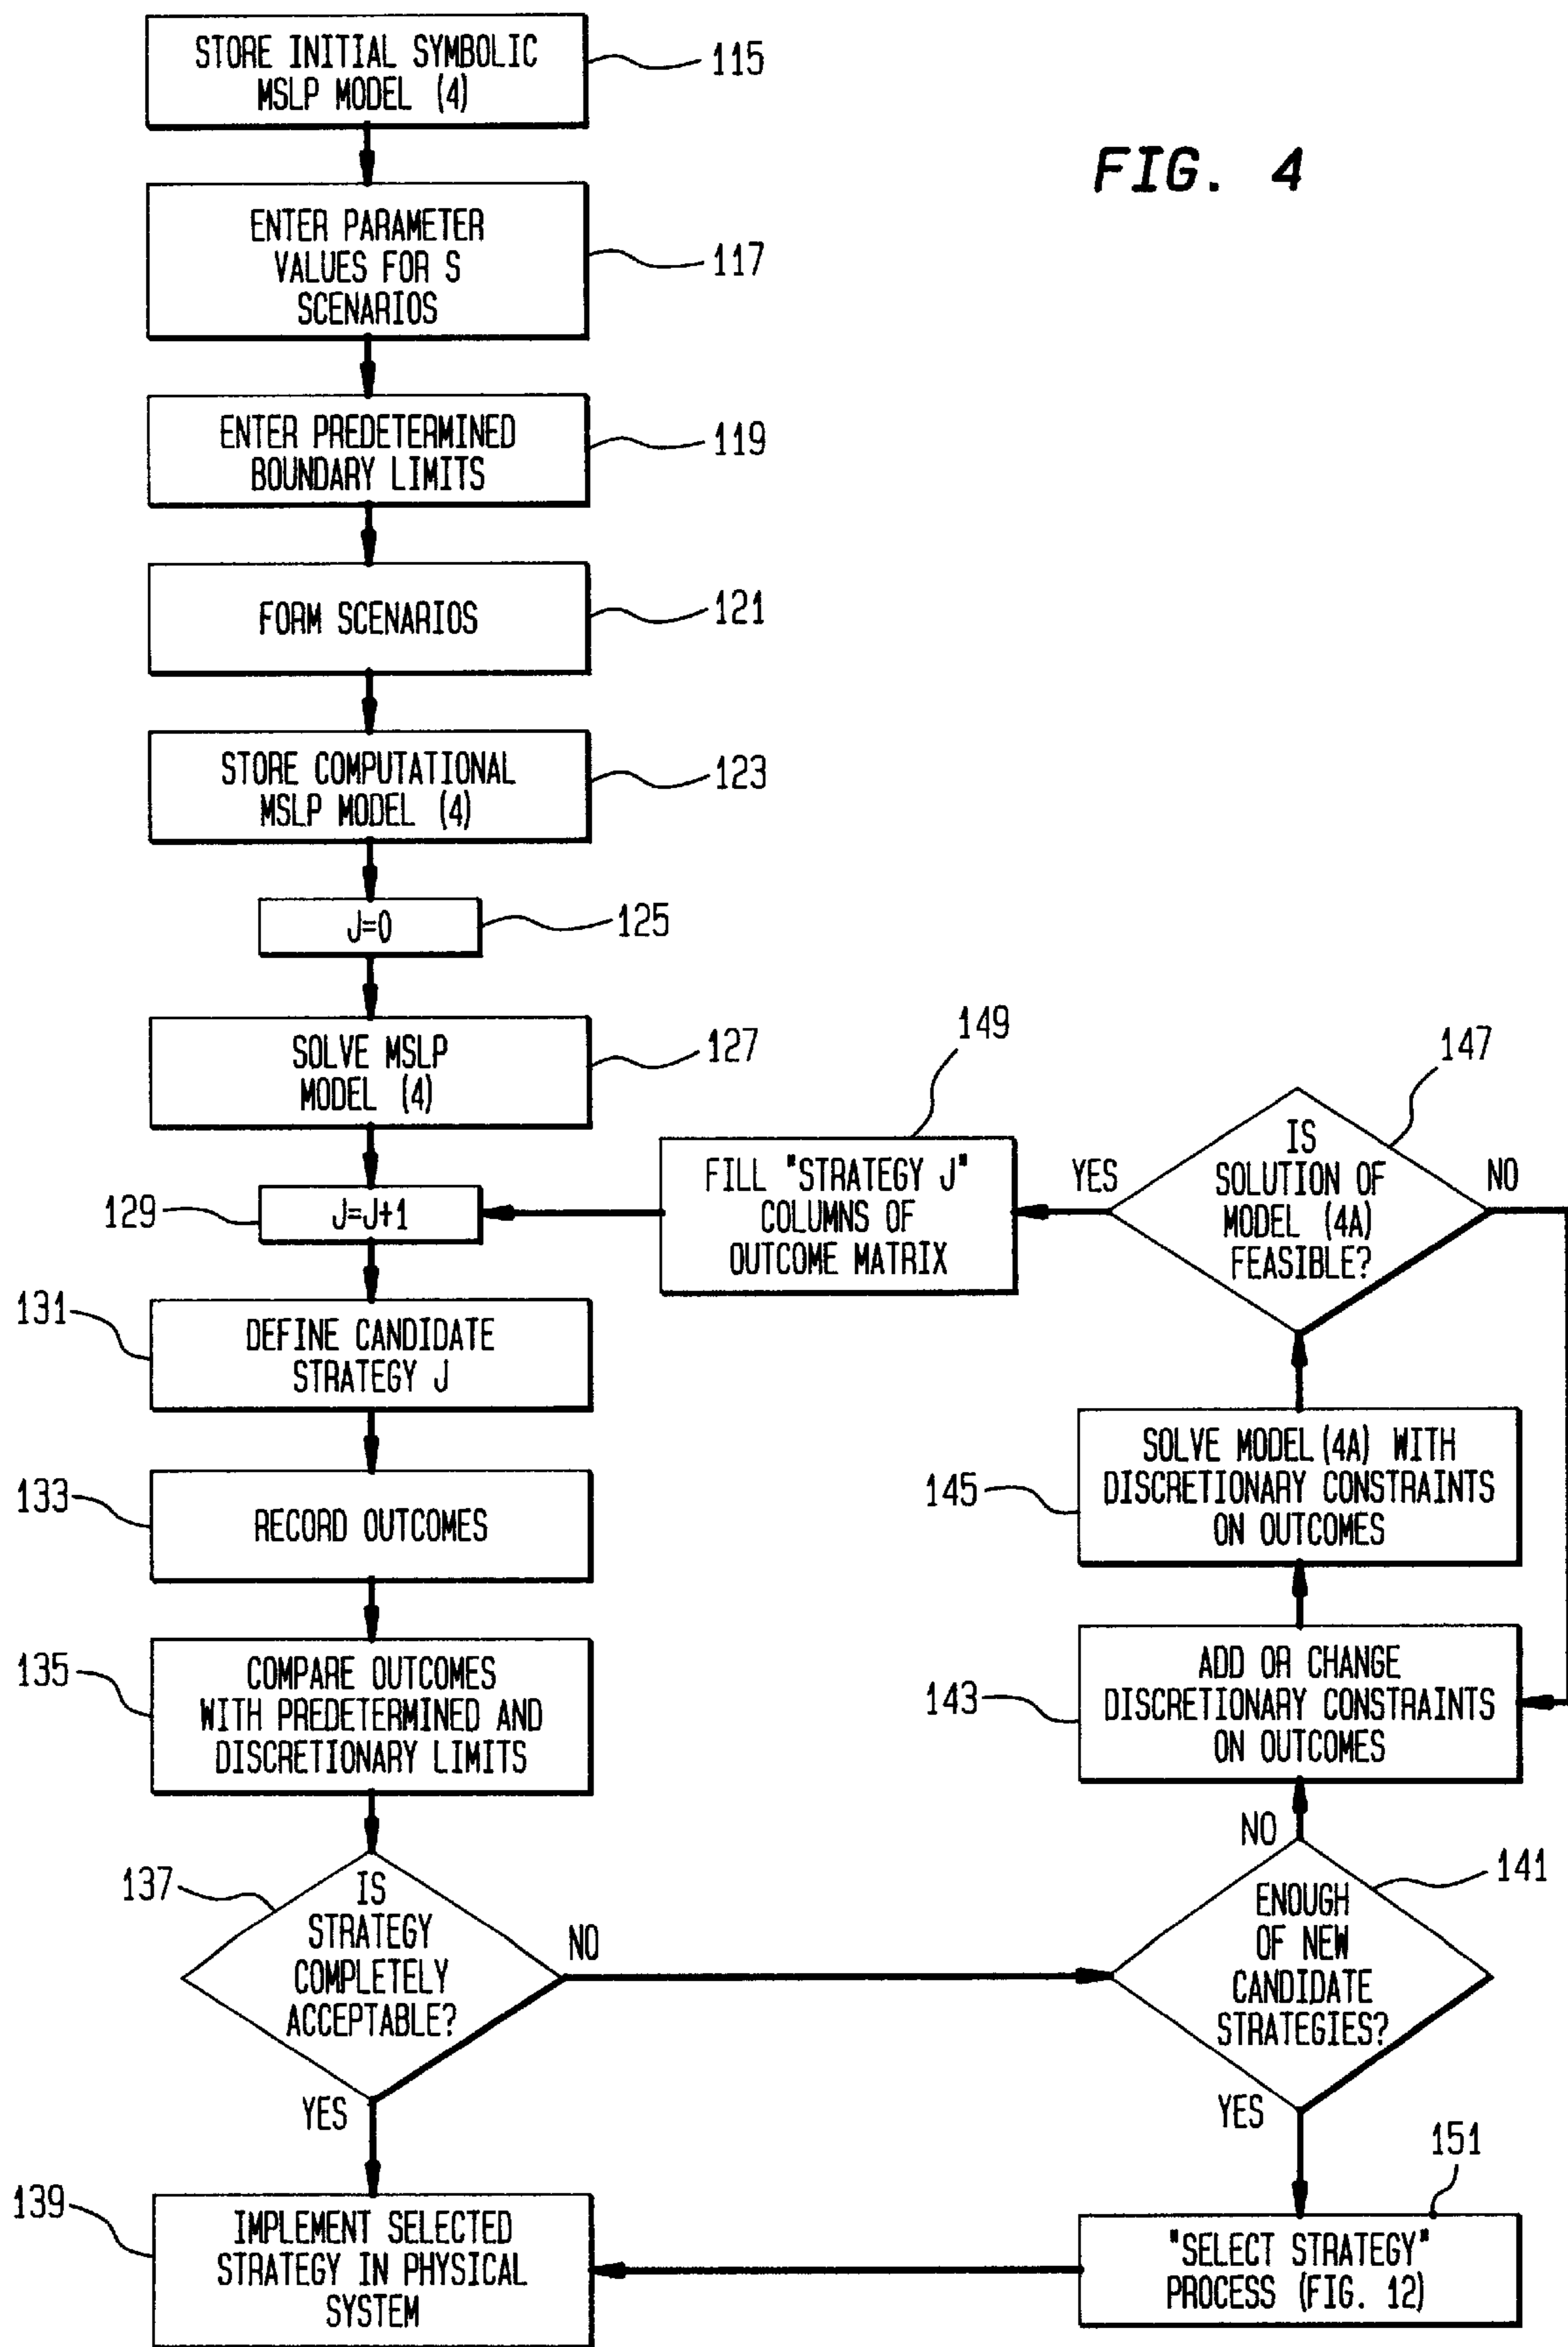 FIG. 4
STORE INITIAL SYMBOLIC
MSLP MODEL (4)
115
ENTER PARAMETER
VALUES FOR S
SCENARIOS
117
ENTER PREDETERMINED
BOUNDARY LIMITS
119
FORM SCENARIOS
121
STORE COMPUTATIONAL
MSLP MODEL (4)
123
J=0
125
SOLVE MSLP
MODEL (4)
127
129
J=J+1
131
DEFINE CANDIDATE
STRATEGY J
133
RECORD OUTCOMES
135
COMPARE OUTCOMES
WITH PREDETERMINED AND
DISCRETIONARY LIMITS
137
IS
STRATEGY
COMPLETELY
ACCEPTABLE?
NO
YES
139
IMPLEMENT SELECTED
STRATEGY IN PHYSICAL
SYSTEM
149
FILL "STRATEGY J"
COLUMNS OF
OUTCOME MATRIX
147
IS
SOLUTION OF
MODEL (4A)
FEASIBLE?
YES
NO
145
SOLVE MODEL (4A) WITH
DISCRETIONARY CONSTRAINTS
ON OUTCOMES
143
ADD OR CHANGE
DISCRETIONARY CONSTRAINTS
ON OUTCOMES
NO
141
ENOUGH
OF NEW
CANDIDATE
STRATEGIES?
YES
151
"SELECT STRATEGY"
PROCESS (FIG. 12)